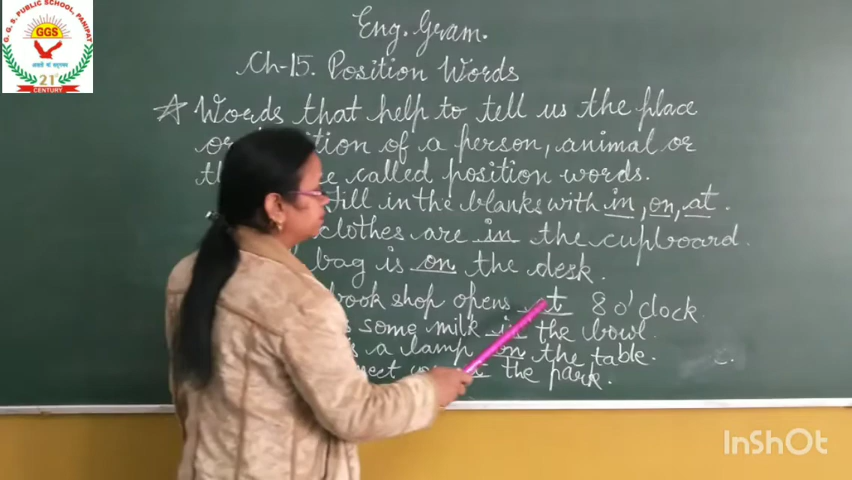 G. G. S. PUBLIC SCHOOL, PANIPAT
GGS
21st
CENTURY
Eng. Gram.
Ch-15. Position Words
☆ Words that help to tell us the place
or tion of a person, animal or
called position words.
Fill in the blanks with in, on, at.
clothes are in the cupboard.
bag is on the desk.
book shop opens at 8 o'clock.
some milk in the bowl.
a lamp on the table.
the park.
InShOt